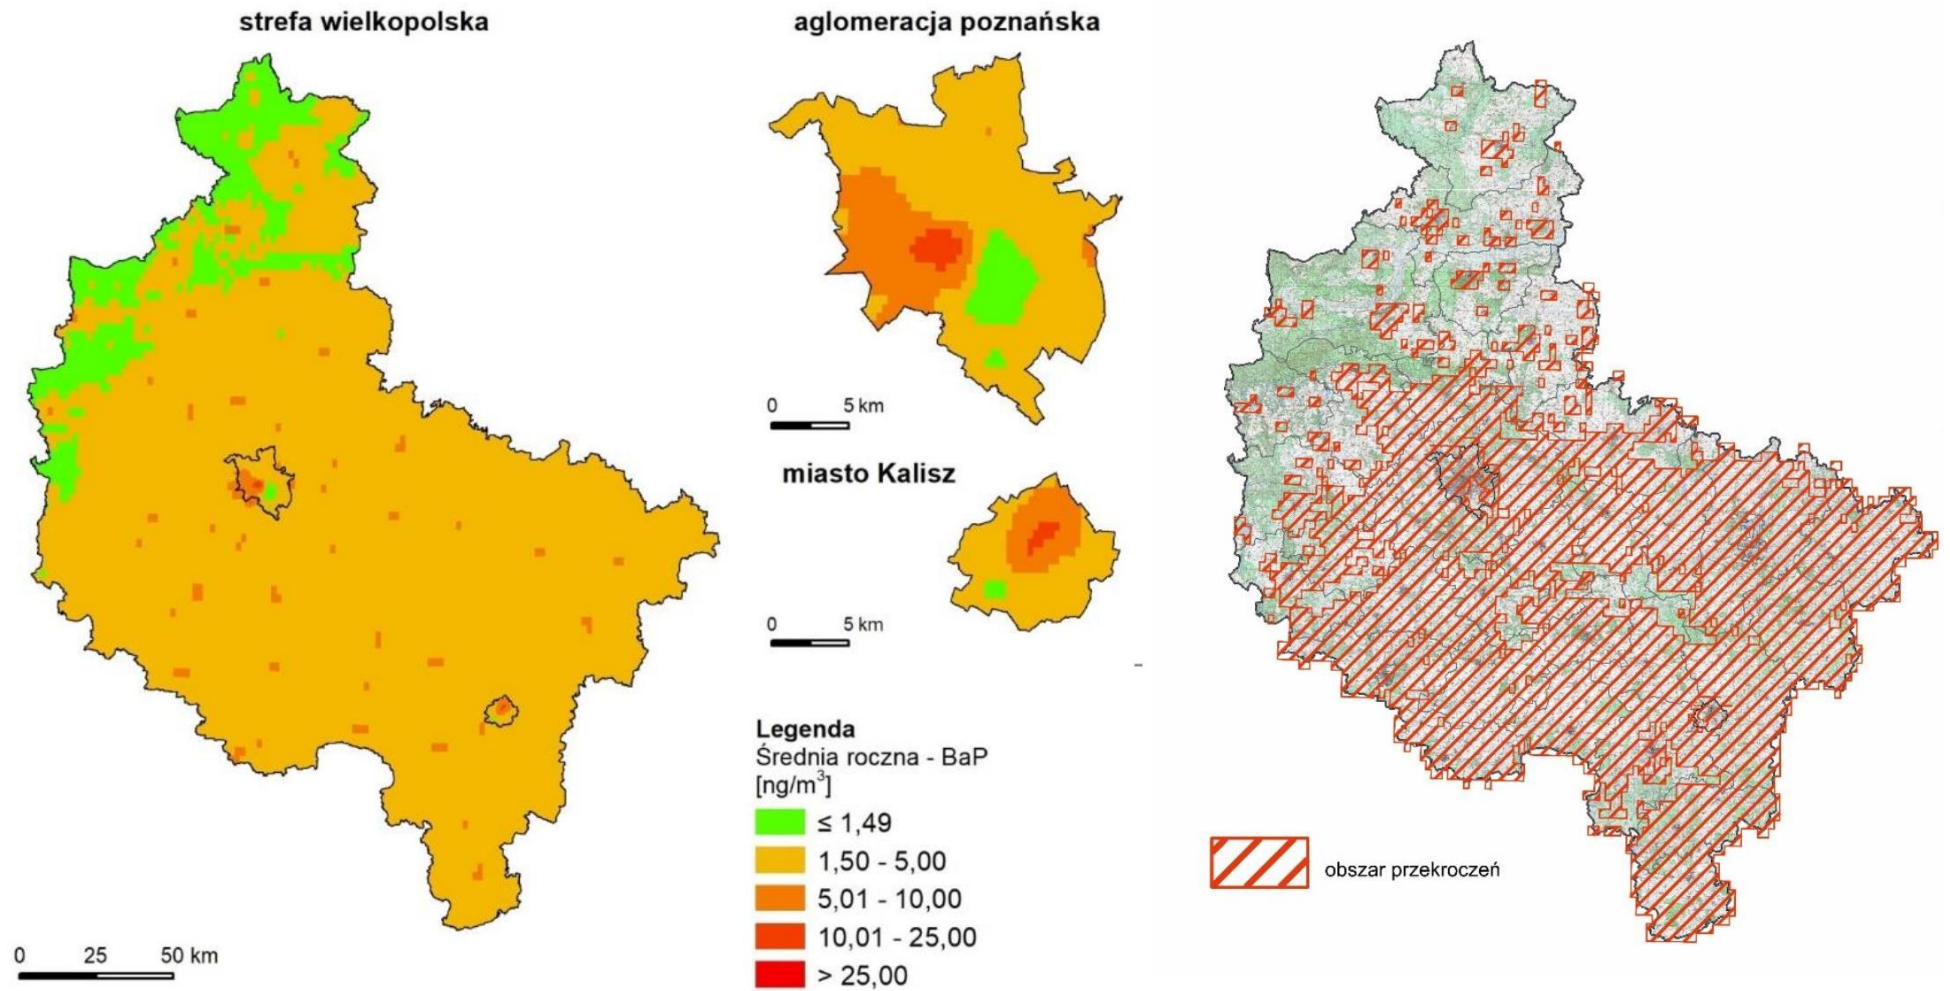 strefa wielkopolska
aglomeracja poznańska
0 5 km
miasto Kalisz
0 5 km
Legenda
Średnia roczna - BaP
[ng/m³]
≤ 1,49
1,50 - 5,00
5,01 - 10,00
10,01 - 25,00
> 25,00
0 25 50 km
obszar przekroczeń